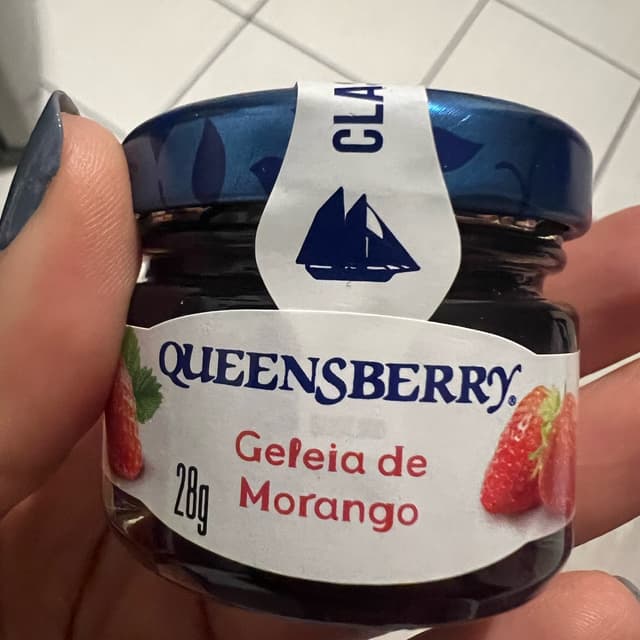 CLA
QUEENSBERRY®
Geleia de
Morango
28g